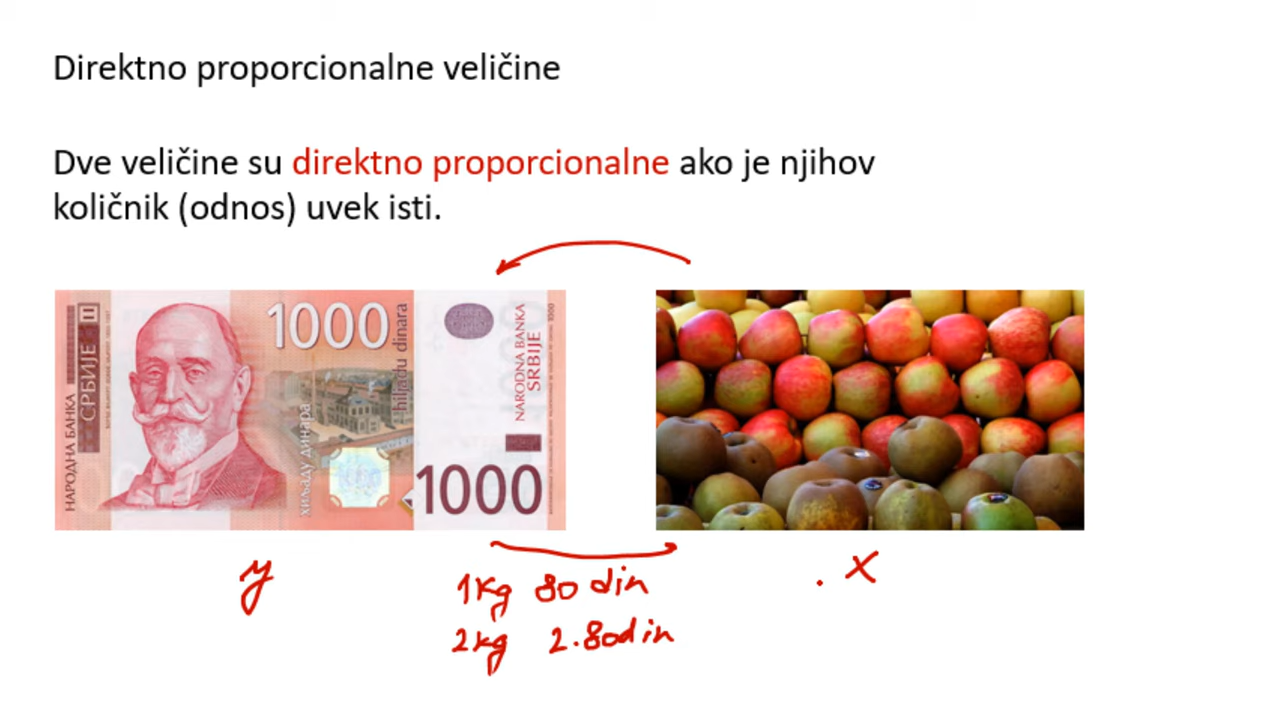 Direktno proporcionalne veličine
Dve veličine su direktno proporcionalne ako je njihov
količnik (odnos) uvek isti.
НАРОДНА БАНКА
СРБИЈЕ
1000
хиљаду динара
hiljadu dinara
NARODNA BANKA
SRBIJE
1000
y
x
1kg 80 din
2kg 2.80din